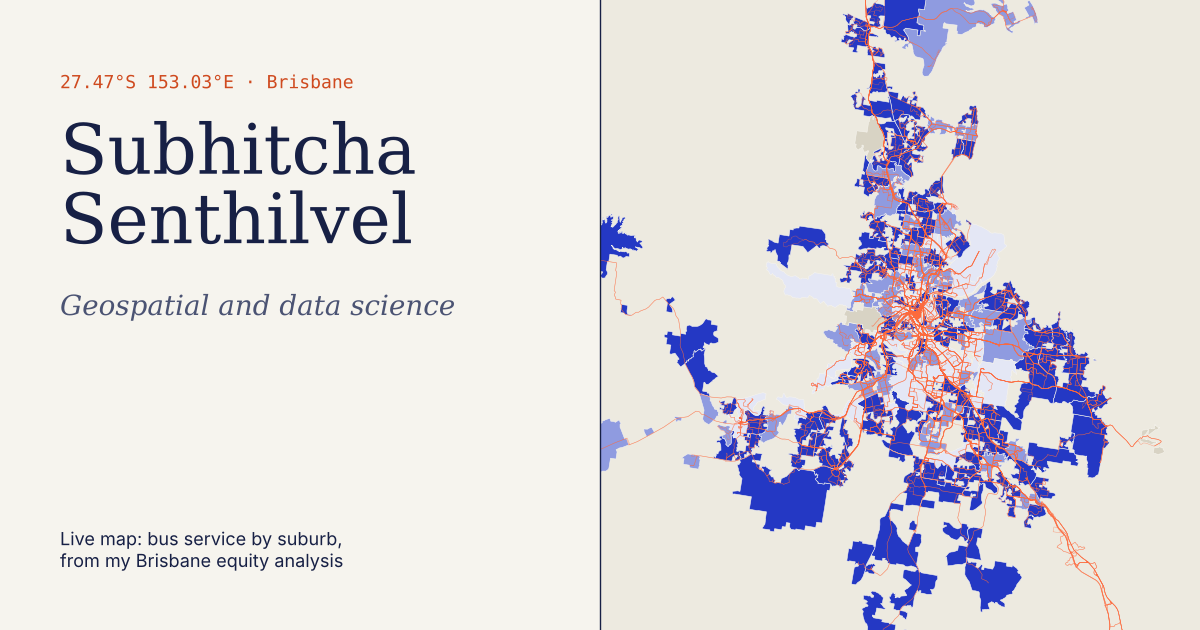 27.47°S 153.03°E · Brisbane
Subhitcha
Senthilvel
Geospatial and data science
Live map: bus service by suburb,
from my Brisbane equity analysis